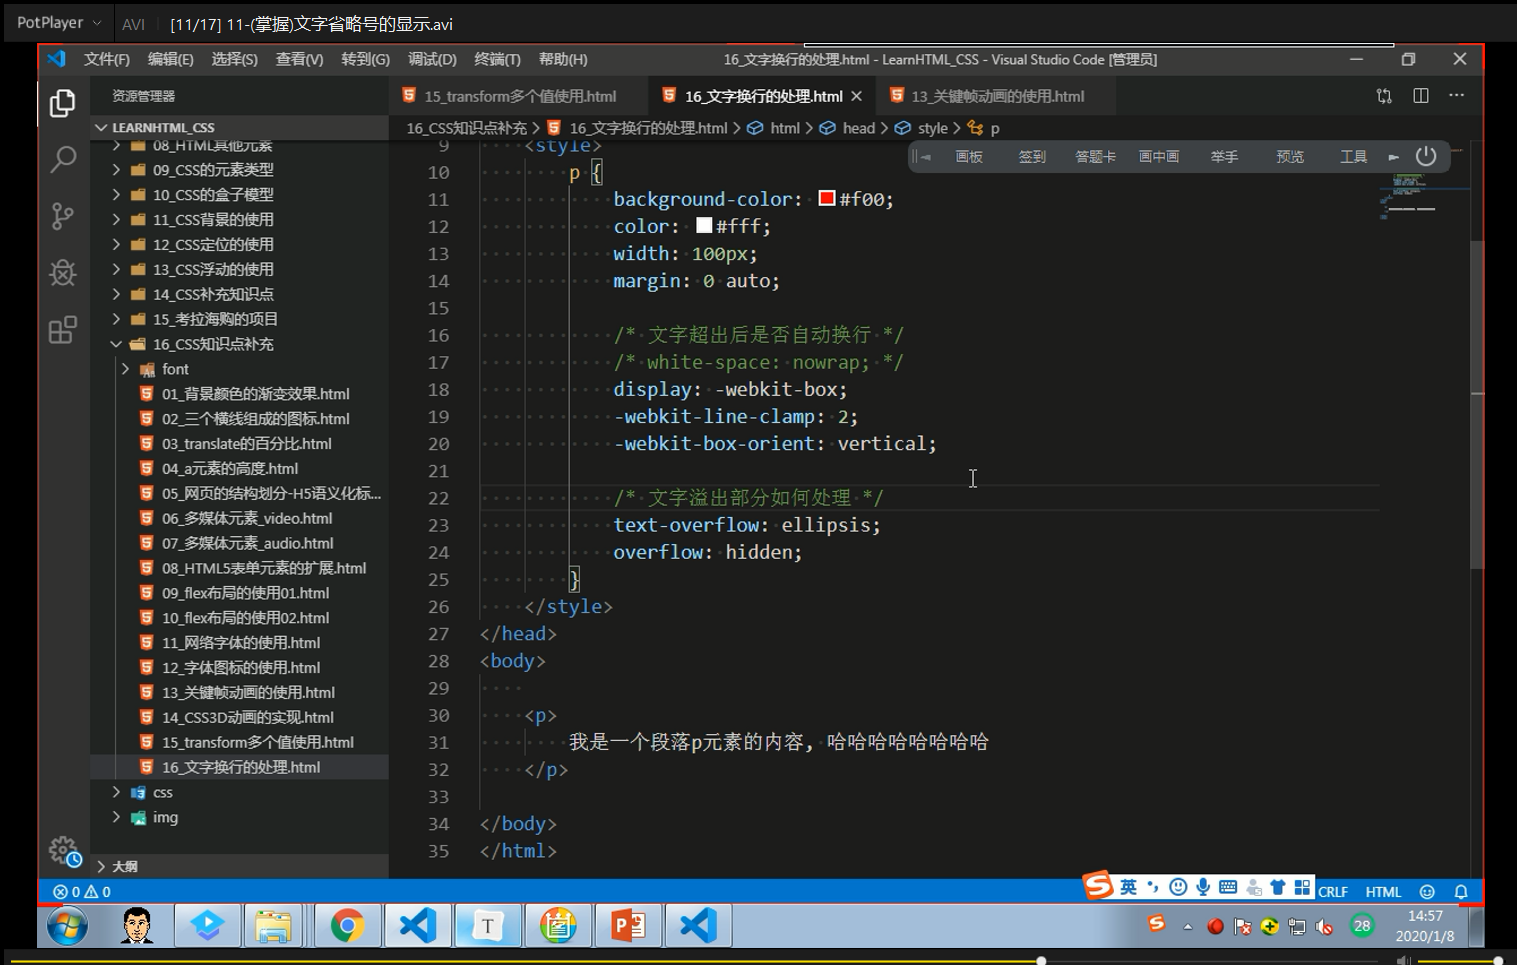 PotPlayer AVI [11/17] 11-(掌握)文字省略号的显示.avi
文件(F) 编辑(E) 选择(S) 查看(V) 转到(G) 调试(D) 终端(T) 帮助(H) 16_文字换行的处理.html - LearnHTML_CSS - Visual Studio Code [管理员]
资源管理器 15_transform多个值使用.html 16_文字换行的处理.html 13_关键帧动画的使用.html
16_CSS知识点补充 16_文字换行的处理.html html head style p
画板 签到 答题卡 画中画 举手 预览 工具
LEARNHTML_CSS
08_HTML其他元素
09_CSS的元素类型
10_CSS的盒子模型
11_CSS背景的使用
12_CSS定位的使用
13_CSS浮动的使用
14_CSS补充知识点
15_考拉海购的项目
16_CSS知识点补充
font
01_背景颜色的渐变效果.html
02_三个横线组成的图标.html
03_translate的百分比.html
04_a元素的高度.html
05_网页的结构划分-H5语义化标...
06_多媒体元素_video.html
07_多媒体元素_audio.html
08_HTML5表单元素的扩展.html
09_flex布局的使用01.html
10_flex布局的使用02.html
11_网络字体的使用.html
12_字体图标的使用.html
13_关键帧动画的使用.html
14_CSS3D动画的实现.html
15_transform多个值使用.html
16_文字换行的处理.html
css
img
大纲
9 <style>
10 p {
11 background-color: #f00;
12 color: #fff;
13 width: 100px;
14 margin: 0 auto;
15
16 /* 文字超出后是否自动换行 */
17 /* white-space: nowrap; */
18 display: -webkit-box;
19 -webkit-line-clamp: 2;
20 -webkit-box-orient: vertical;
21
22 /* 文字溢出部分如何处理 */
23 text-overflow: ellipsis;
24 overflow: hidden;
25 }
26 </style>
27 </head>
28 <body>
29
30 <p>
31 我是一个段落p元素的内容, 哈哈哈哈哈哈哈哈
32 </p>
33
34 </body>
35 </html>
0 0 英 CRLF HTML
T 28 14:57
2020/1/8